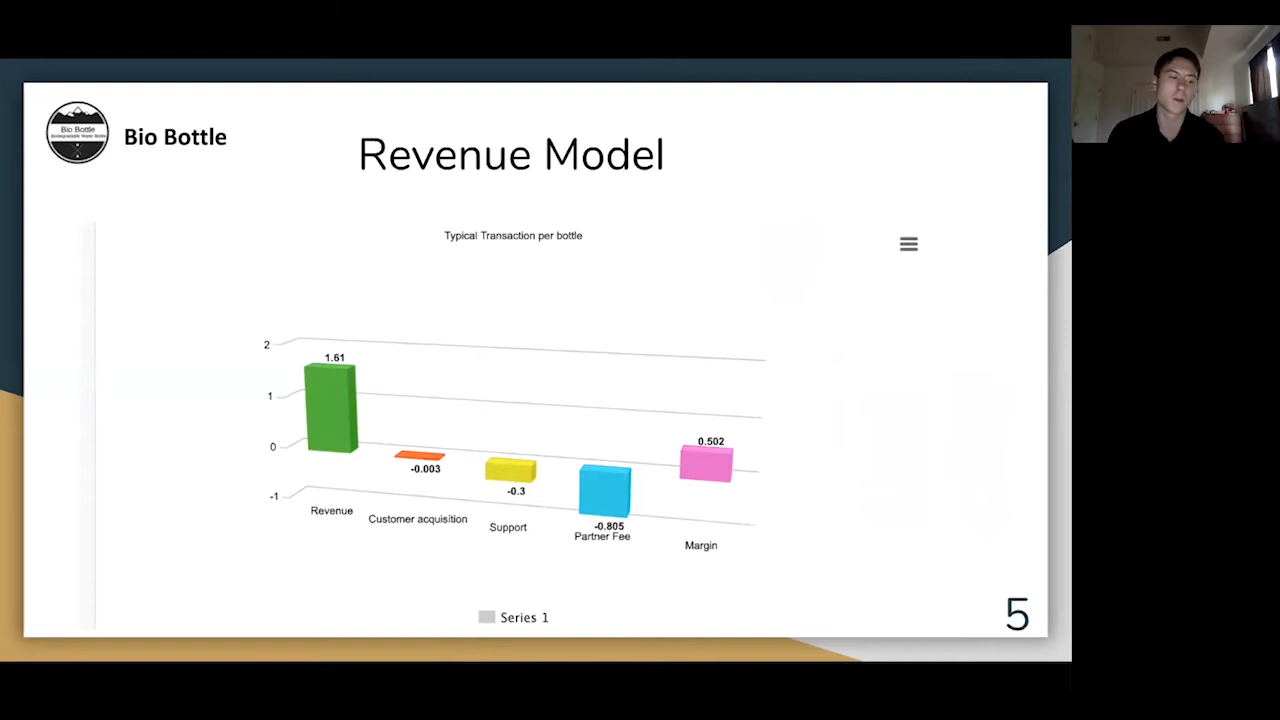 Bio Bottle
Bio Bottle
Revenue Model
Typical Transaction per bottle
2
1
0
-1
1.61
-0.003
-0.3
-0.805
0.502
Revenue
Customer acquisition
Support
Partner Fee
Margin
Series 1
5